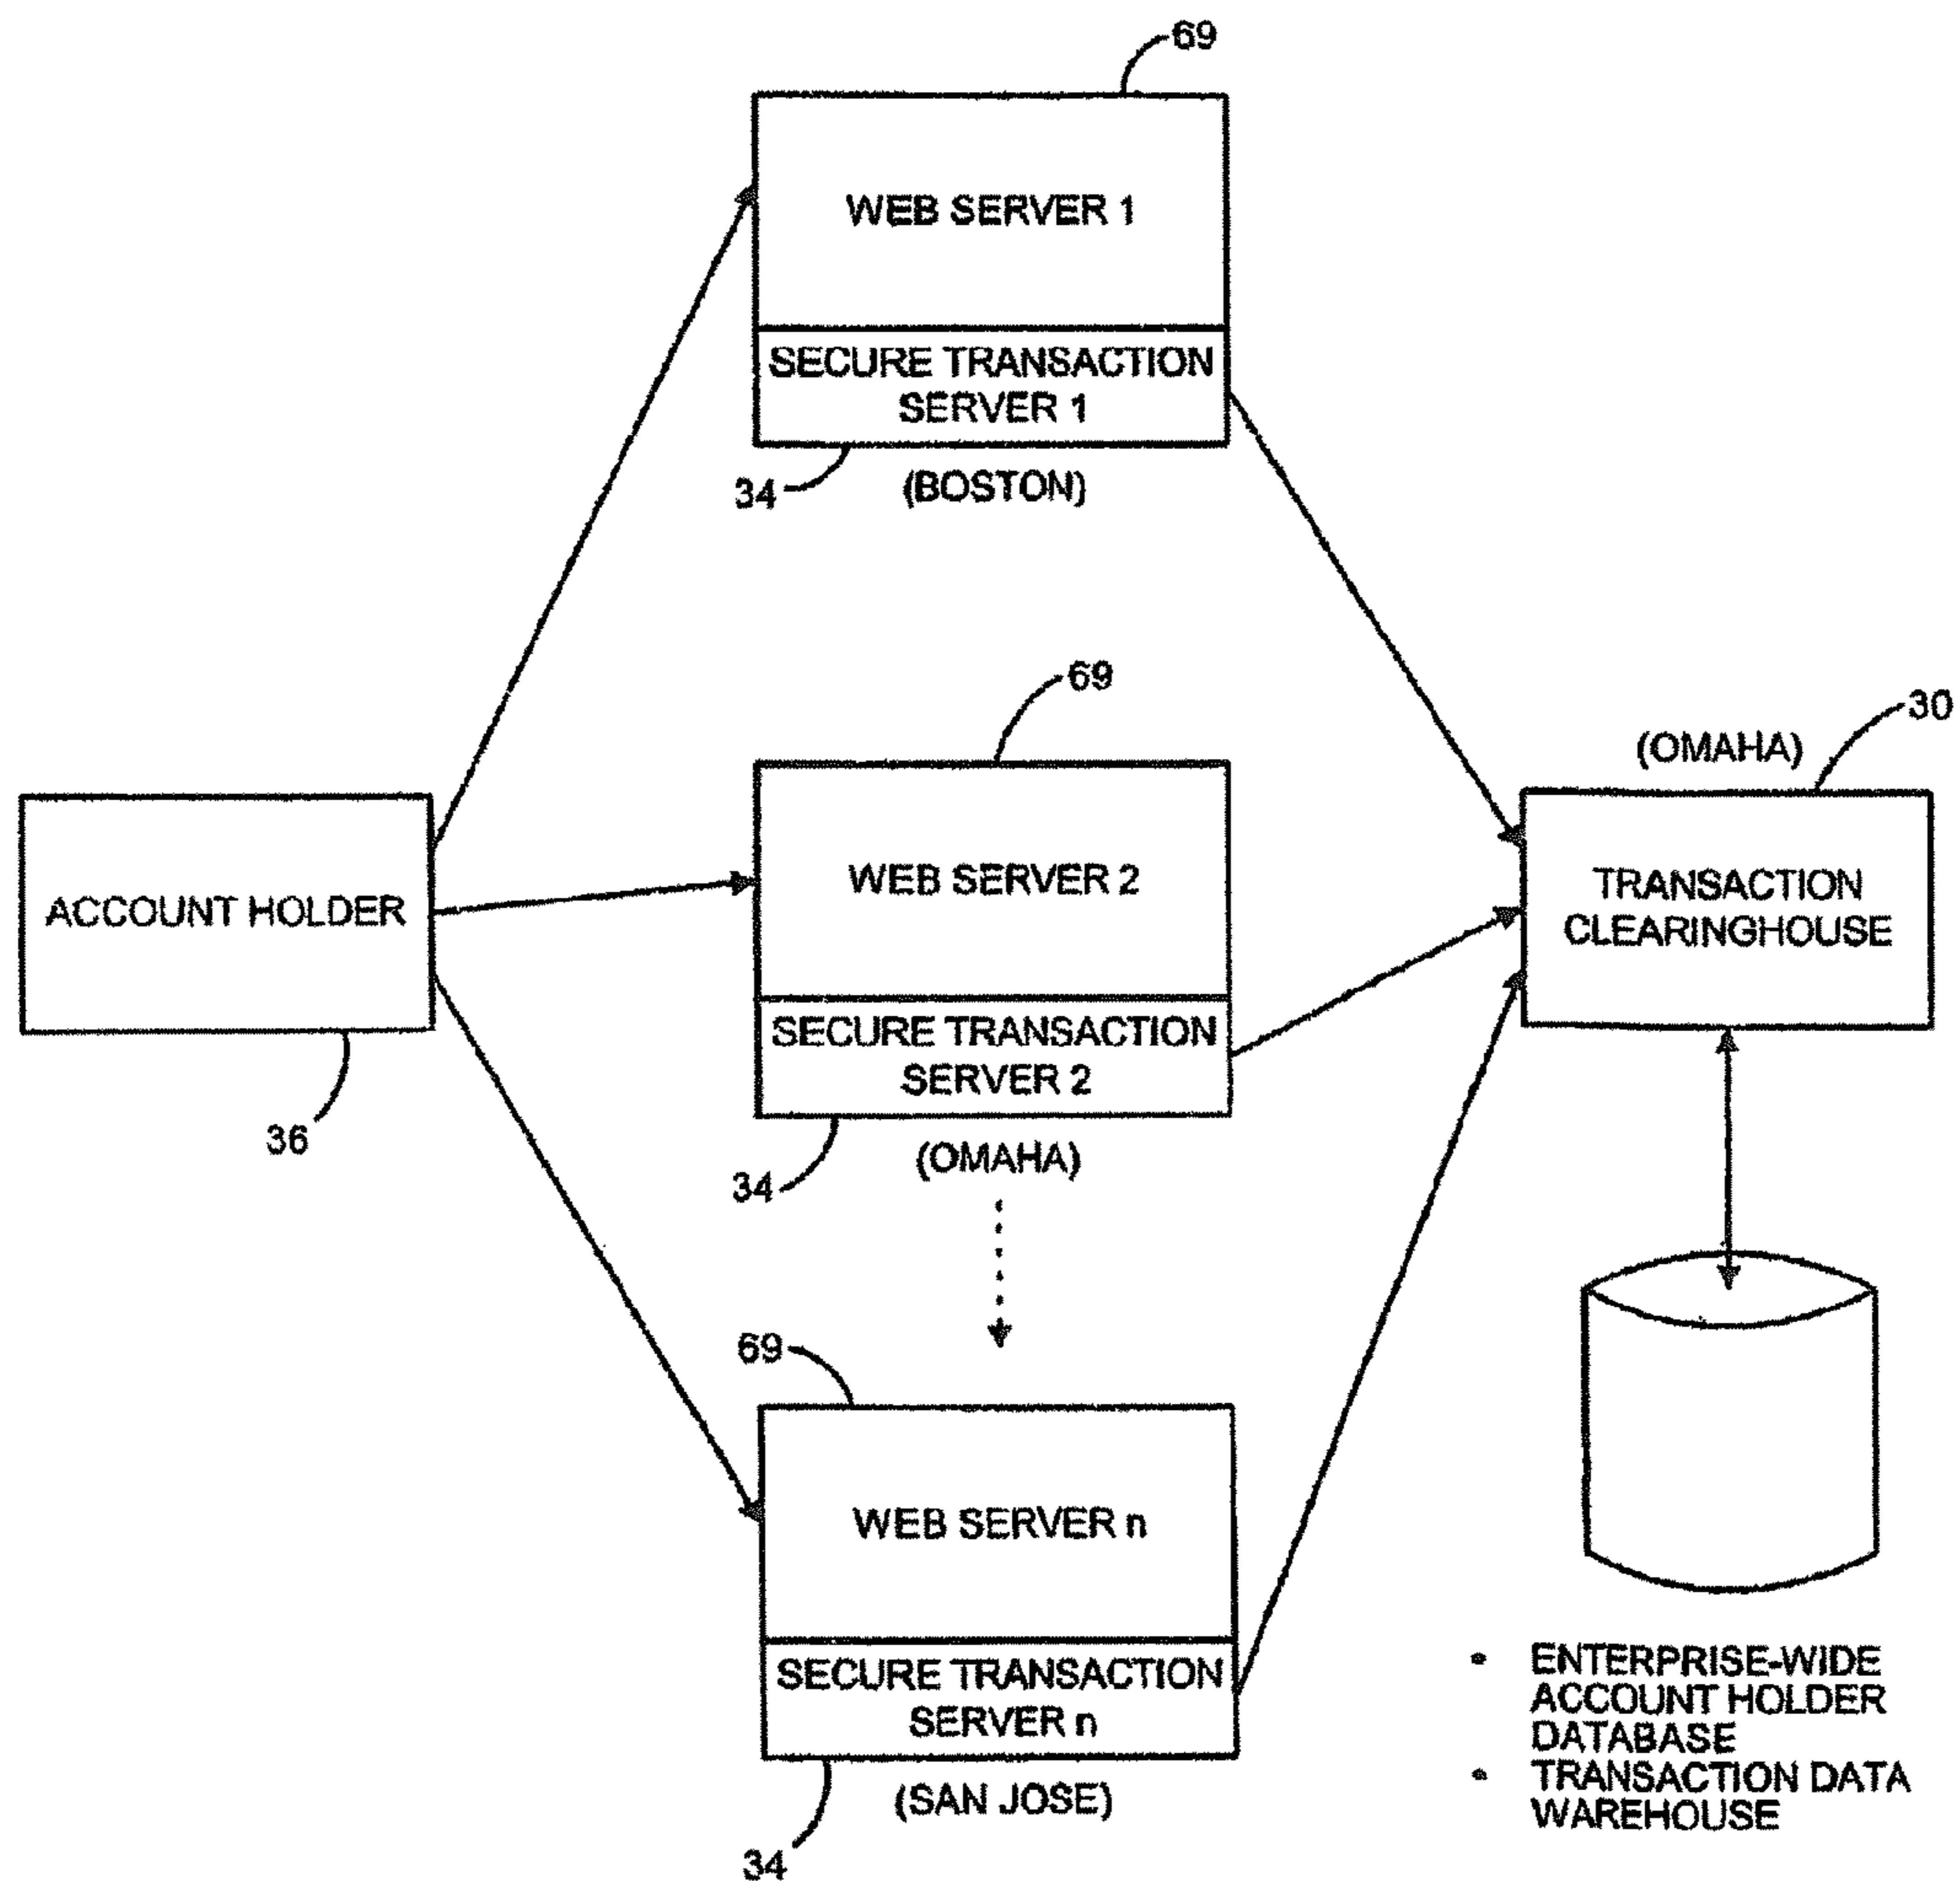 69
WEB SERVER 1
SECURE TRANSACTION
SERVER 1
34
(BOSTON)
69
30
(OMAHA)
ACCOUNT HOLDER
36
WEB SERVER 2
SECURE TRANSACTION
SERVER 2
34
(OMAHA)
TRANSACTION
CLEARINGHOUSE
69
WEB SERVER n
SECURE TRANSACTION
SERVER n
34
(SAN JOSE)
• ENTERPRISE-WIDE
ACCOUNT HOLDER
DATABASE
• TRANSACTION DATA
WAREHOUSE